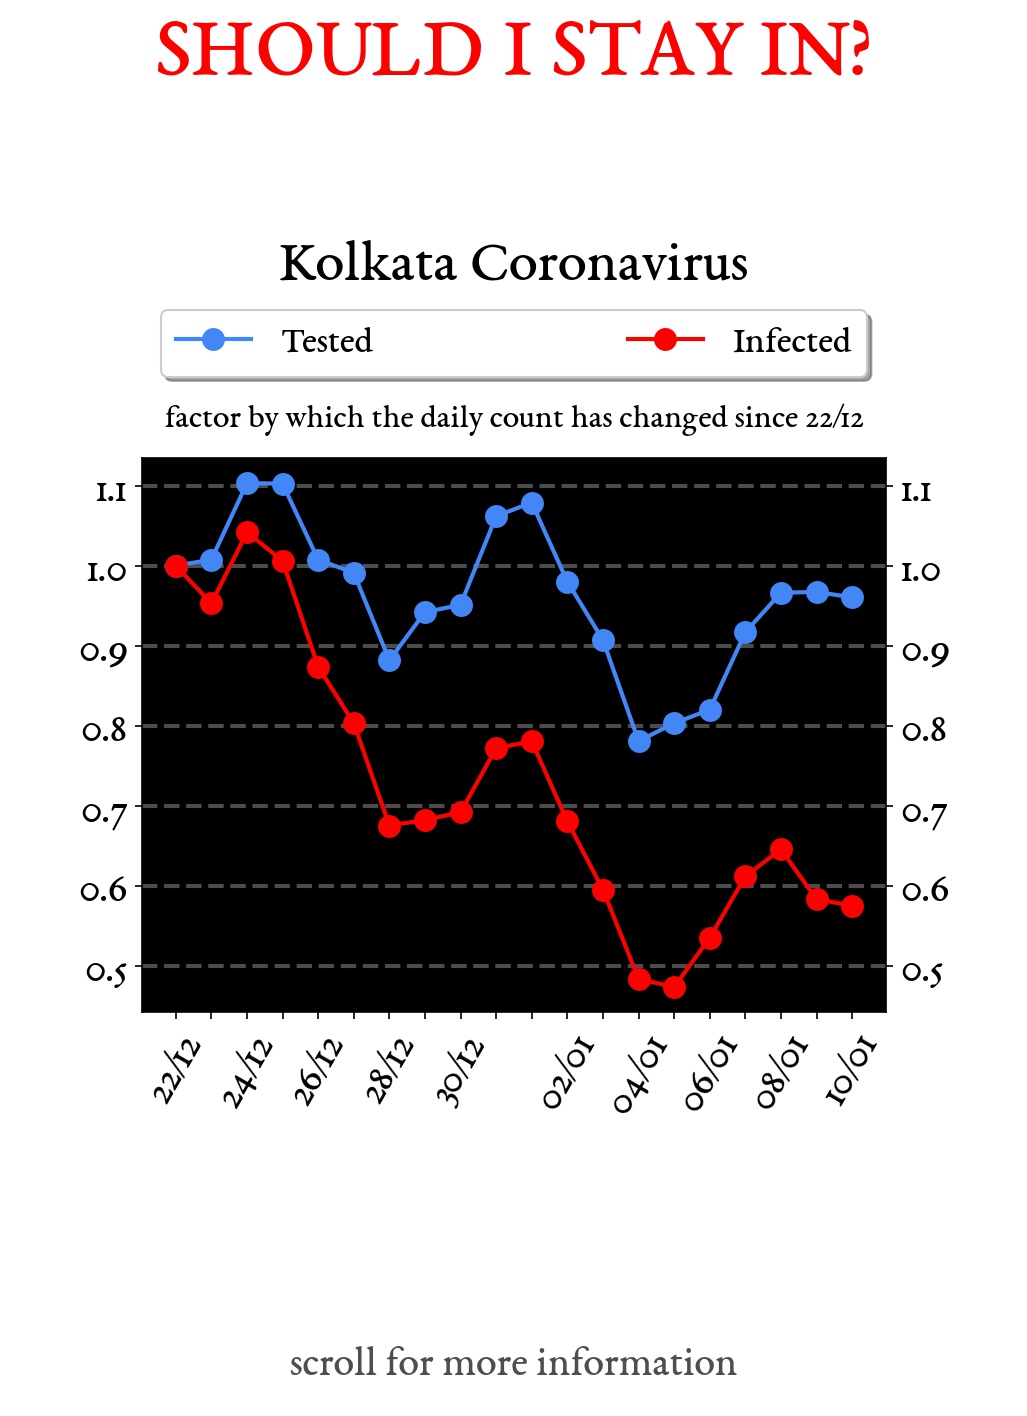 SHOULD I STAY IN?
Kolkata Coronavirus
Tested Infected
factor by which the daily count has changed since 22/12
1.1 1.1
1.0 1.0
0.9 0.9
0.8 0.8
0.7 0.7
0.6 0.6
0.5 0.5
22/12 24/12 26/12 28/12 30/12 02/01 04/01 06/01 08/01 10/01
scroll for more information